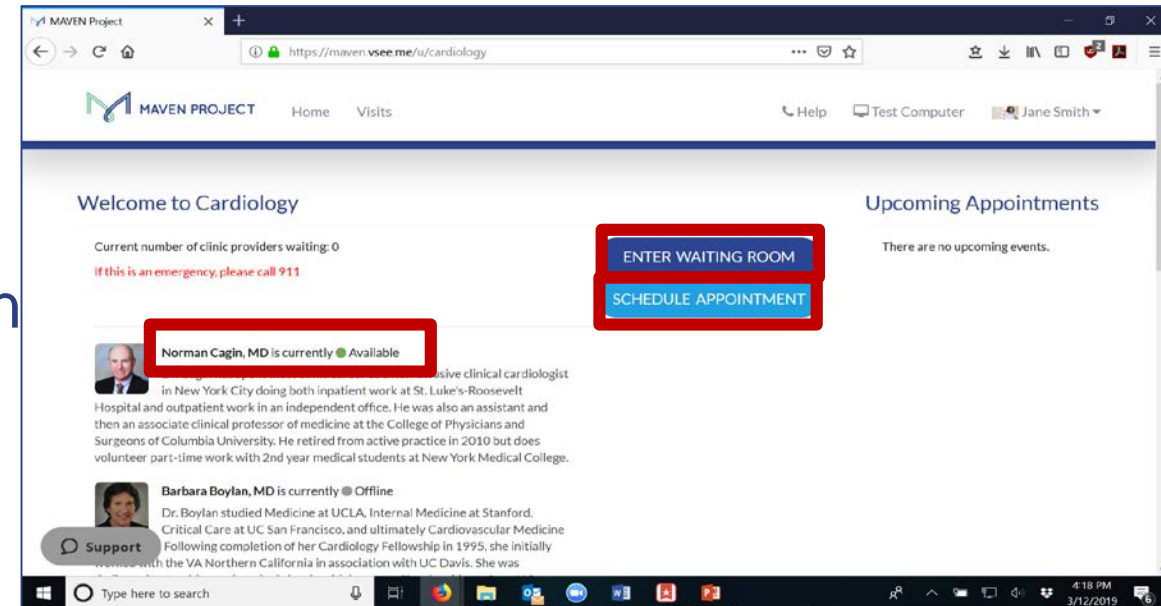 MAVEN Project
https://maven.vsee.me/u/cardiology
2
MAVEN PROJECT
Home
Visits
Help
Test Computer
Jane Smith
Welcome to Cardiology
Upcoming Appointments
Current number of clinic providers waiting: 0
If this is an emergency, please call 911
ENTER WAITING ROOM
There are no upcoming events.
SCHEDULE APPOINTMENT
n
Norman Cagin, MD is currently Available
clinical cardiologist
in New York City doing both inpatient work at St. Luke's-Roosevelt
Hospital and outpatient work in an independent office. He was also an assistant and
then an associate clinical professor of medicine at the College of Physicians and
Surgeons of Columbia University. He retired from active practice in 2010 but does
volunteer part-time work with 2nd year medical students at New York Medical College.
Barbara Boylan, MD is currently Offline
Dr. Boylan studied Medicine at UCLA, Internal Medicine at Stanford,
Critical Care at UC San Francisco, and ultimately Cardiovascular Medicine
Following completion of her Cardiology Fellowship in 1995, she initially
with the VA Northern California in association with UC Davis. She was
Support
Type here to search
4:18 PM
3/12/2019
6